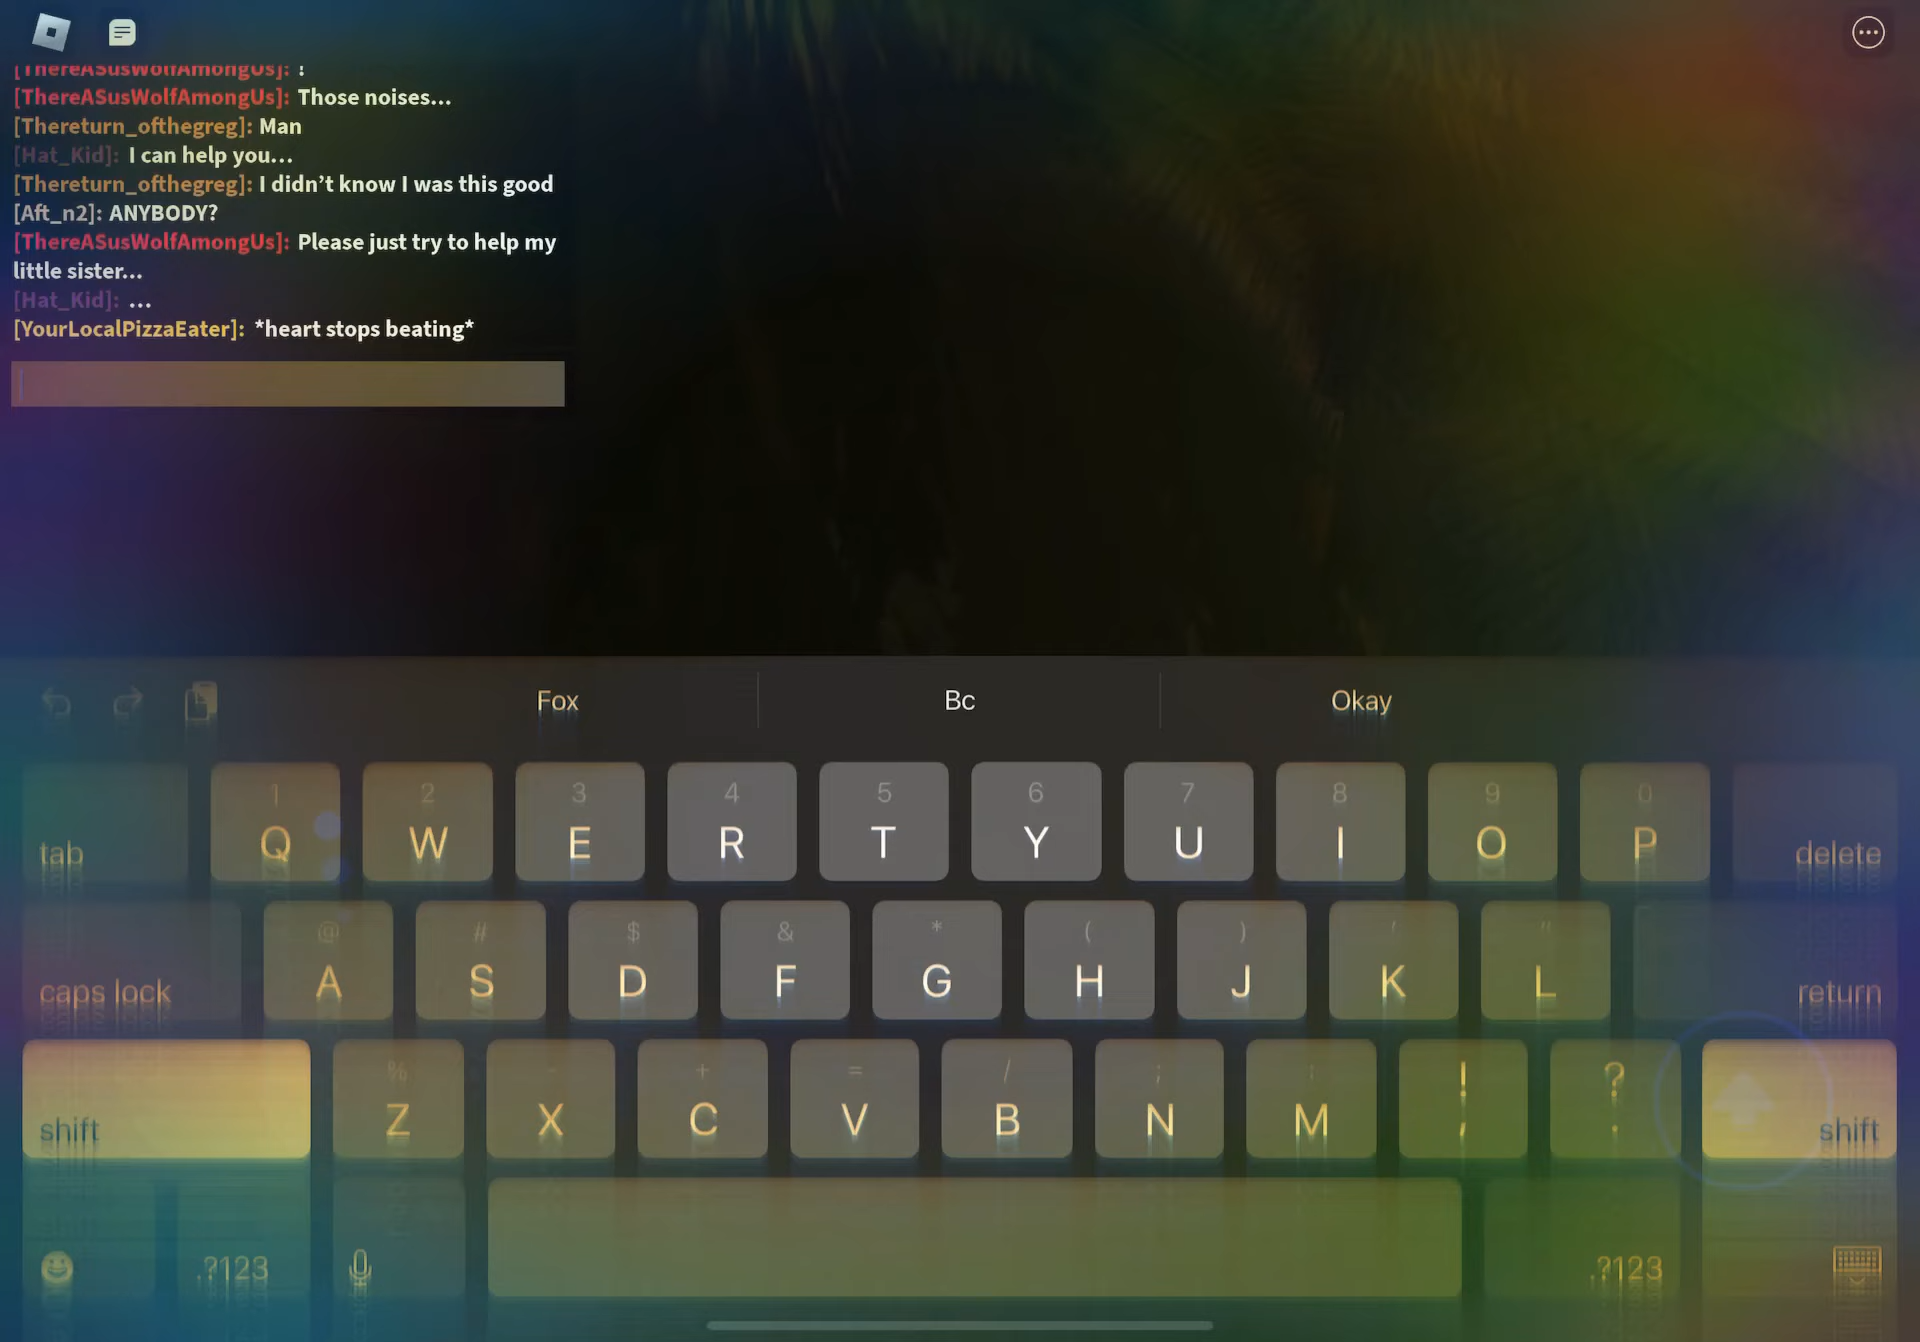 [ThereASusWolfAmongUs]: !
[ThereASusWolfAmongUs]: Those noises...
[Thereturn_ofthegreg]: Man
[Hat_Kid]: I can help you...
[Thereturn_ofthegreg]: I didn’t know I was this good
[Aft_n2]: ANYBODY?
[ThereASusWolfAmongUs]: Please just try to help my
little sister...
[Hat_Kid]: ...
[YourLocalPizzaEater]: *heart stops beating*
Fox Bc Okay
1 2 3 4 5 6 7 8 9 0
tab Q W E R T Y U I O P delete
@ # $ & * ( ) ' "
caps lock A S D F G H J K L return
% - + = / ; : ! ?
shift Z X C V B N M , . shift
.?123 .?123